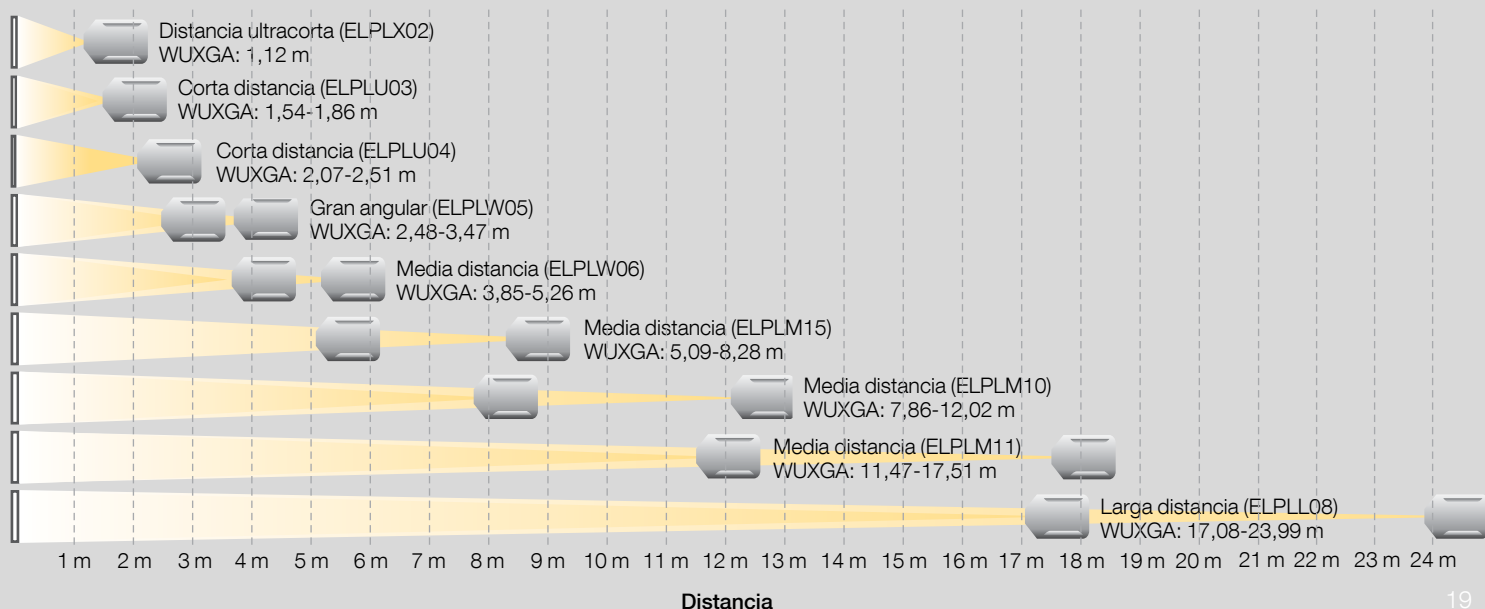 Distancia ultracorta (ELPLX02)
WUXGA: 1,12 m
Corta distancia (ELPLU03)
WUXGA: 1,54-1,86 m
Corta distancia (ELPLU04)
WUXGA: 2,07-2,51 m
Gran angular (ELPLW05)
WUXGA: 2,48-3,47 m
Media distancia (ELPLW06)
WUXGA: 3,85-5,26 m
Media distancia (ELPLM15)
WUXGA: 5,09-8,28 m
Media distancia (ELPLM10)
WUXGA: 7,86-12,02 m
Media distancia (ELPLM11)
WUXGA: 11,47-17,51 m
Larga distancia (ELPLL08)
WUXGA: 17,08-23,99 m
1 m 2 m 3 m 4 m 5 m 6 m 7 m 8 m 9 m 10 m 11 m 12 m 13 m 14 m 15 m 16 m 17 m 18 m 19 m 20 m 21 m 22 m 23 m 24 m
Distancia
19